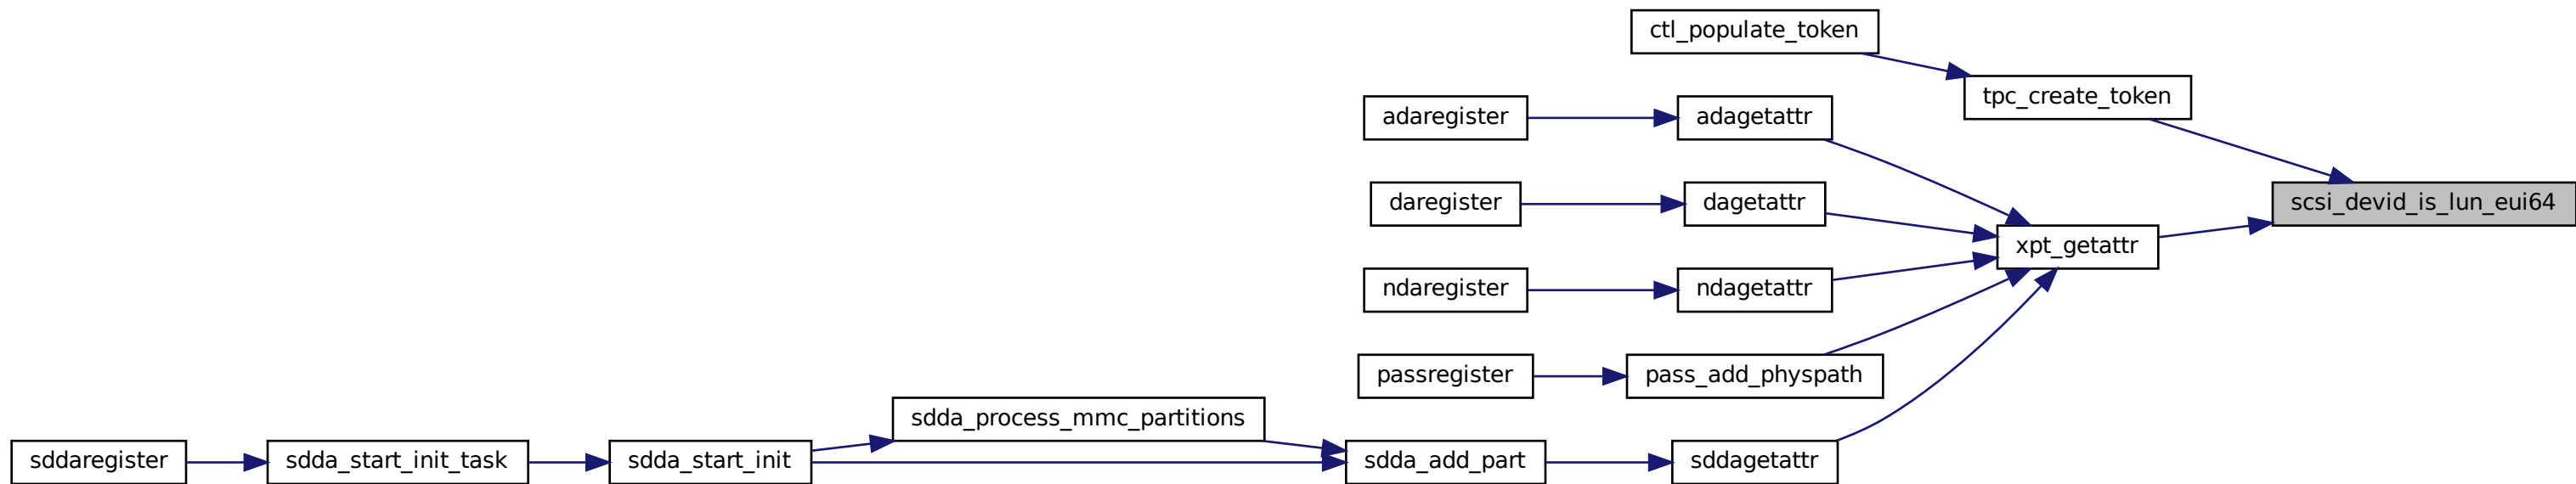 ctl_populate_token
tpc_create_token
adaregister
adagetattr
daregister
dagetattr
scsi_devid_is_lun_eui64
xpt_getattr
ndaregister
ndagetattr
passregister
pass_add_physpath
sdda_process_mmc_partitions
sddaregister
sdda_start_init_task
sdda_start_init
sdda_add_part
sddagetattr